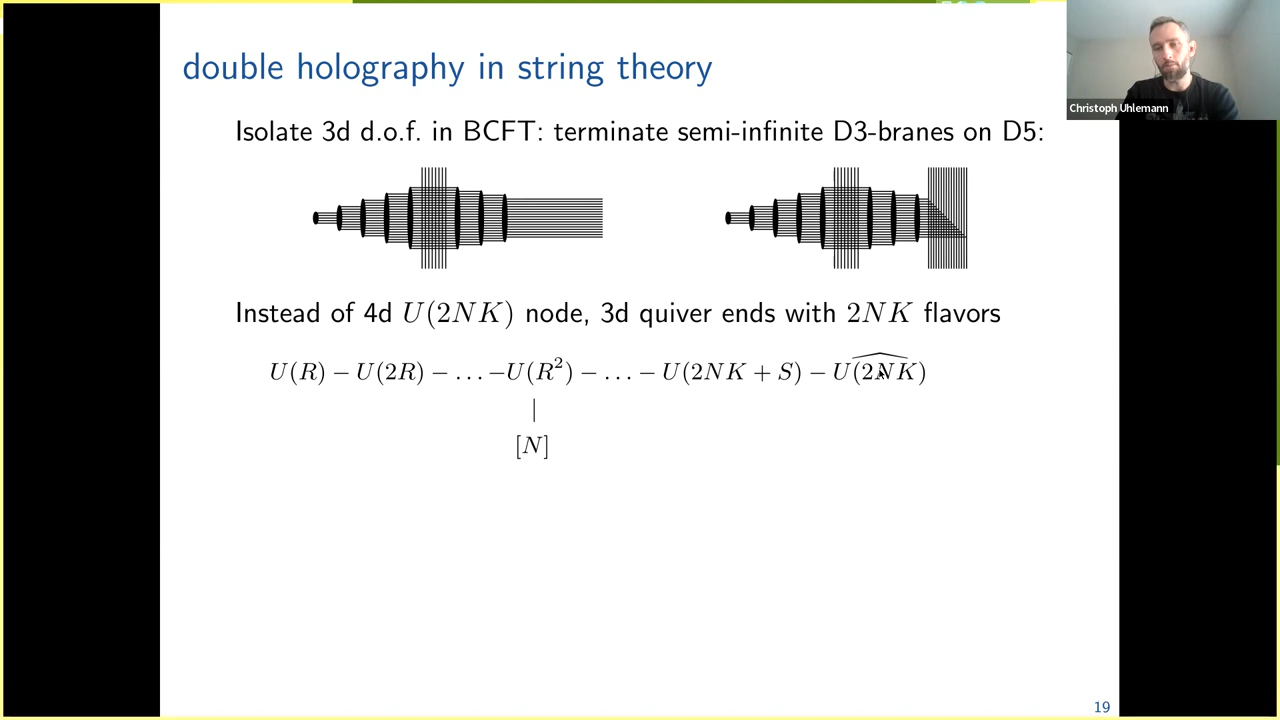 double holography in string theory
Christoph Uhlemann
Isolate 3d d.o.f. in BCFT: terminate semi-infinite D3-branes on D5:
Instead of 4d U(2NK) node, 3d quiver ends with 2NK flavors
U(R) − U(2R) − … −U(R²) − … − U(2NK + S) − U(\widehat{2NK})
|
[N]
19